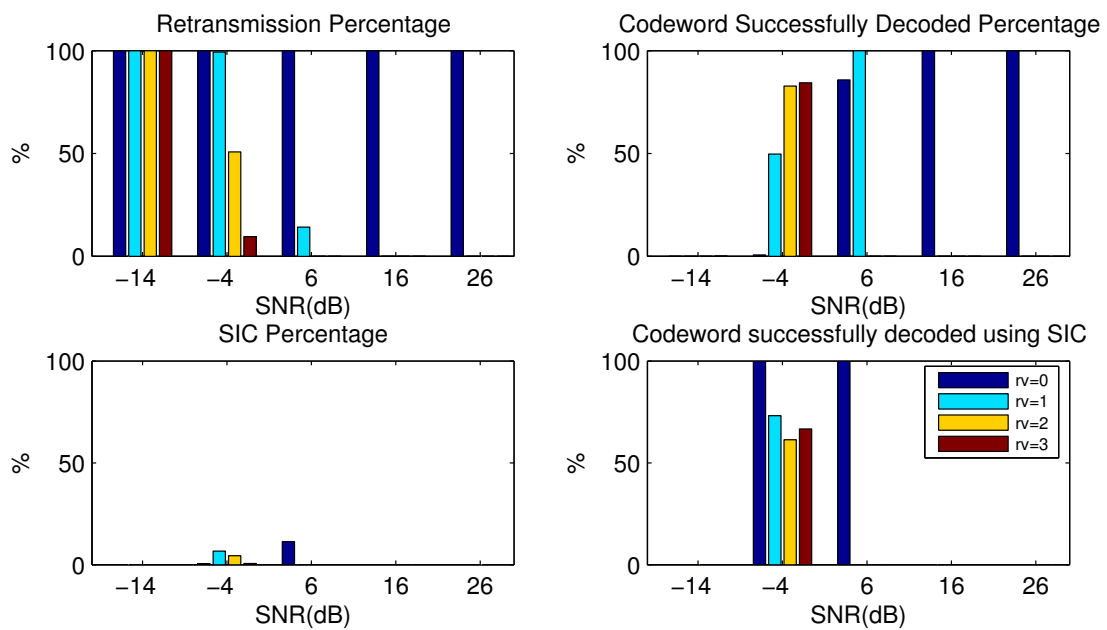 Retransmission Percentage
100
50
0
%
−14 −4 6 16 26
SNR(dB)
Codeword Successfully Decoded Percentage
100
50
0
%
−14 −4 6 16 26
SNR(dB)
SIC Percentage
100
50
0
%
−14 −4 6 16 26
SNR(dB)
Codeword successfully decoded using SIC
100
50
0
%
−14 −4 6 16 26
SNR(dB)
rv=0
rv=1
rv=2
rv=3